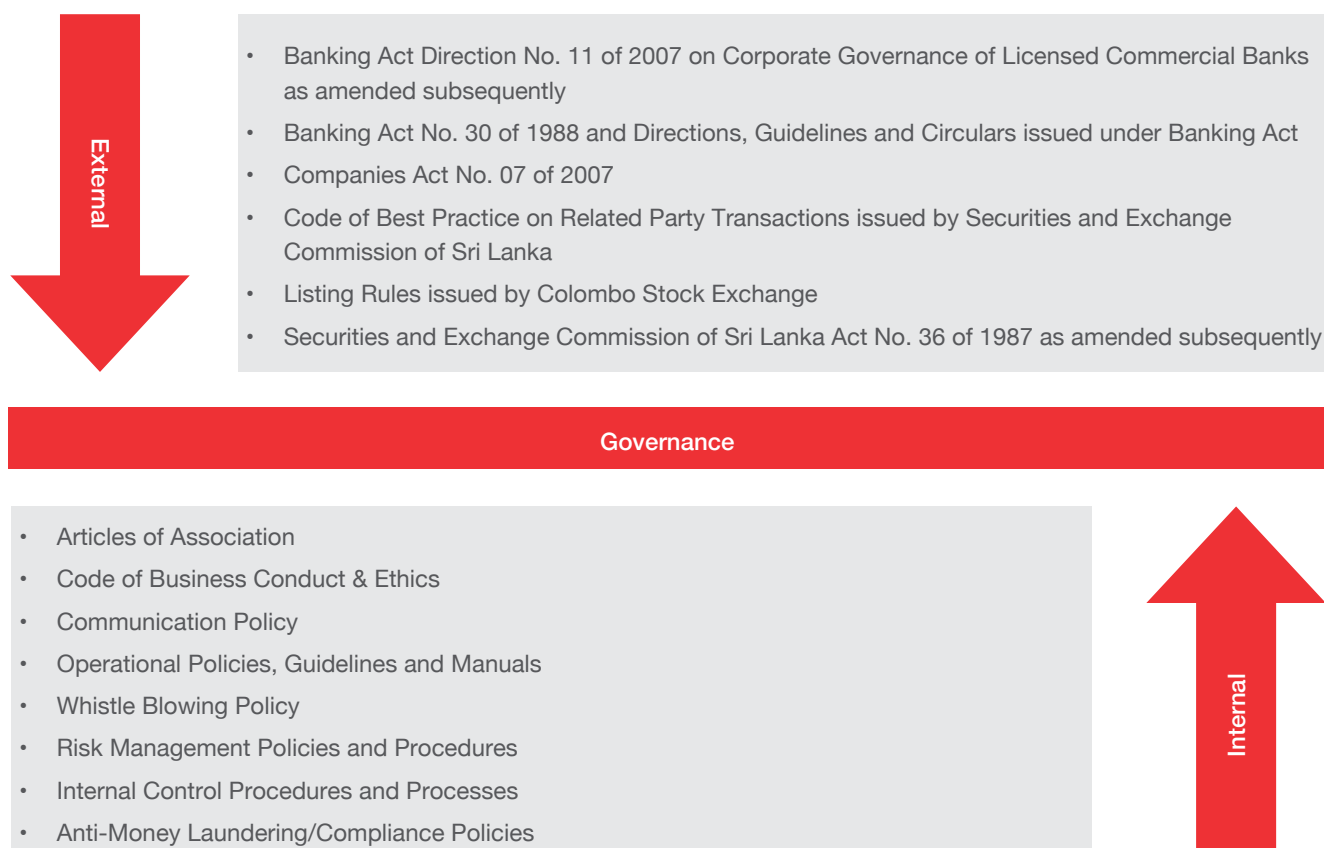 External
• Banking Act Direction No. 11 of 2007 on Corporate Governance of Licensed Commercial Banks
as amended subsequently
• Banking Act No. 30 of 1988 and Directions, Guidelines and Circulars issued under Banking Act
• Companies Act No. 07 of 2007
• Code of Best Practice on Related Party Transactions issued by Securities and Exchange
Commission of Sri Lanka
• Listing Rules issued by Colombo Stock Exchange
• Securities and Exchange Commission of Sri Lanka Act No. 36 of 1987 as amended subsequently
Governance
• Articles of Association
• Code of Business Conduct & Ethics
• Communication Policy
• Operational Policies, Guidelines and Manuals
• Whistle Blowing Policy
• Risk Management Policies and Procedures
• Internal Control Procedures and Processes
• Anti-Money Laundering/Compliance Policies
Internal